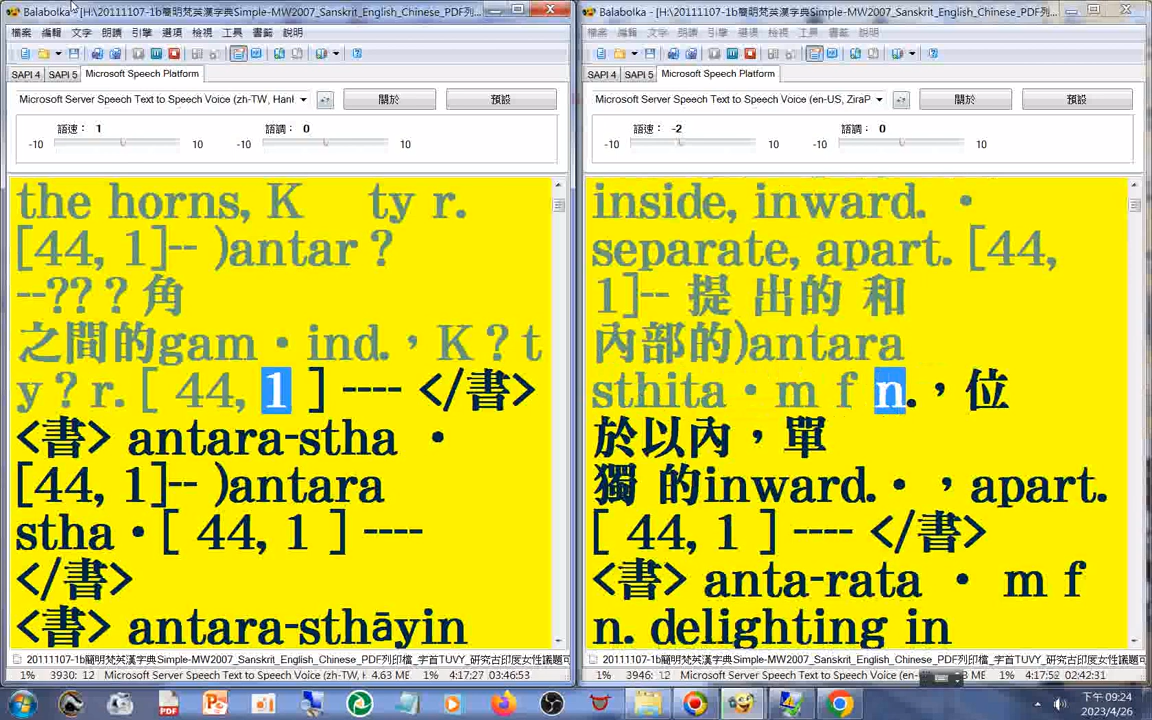 Balabolka - [H:\20111107-1b簡明梵英漢字典Simple-MW2007_Sanskrit_English_Chinese_PDF列...
檔案 編輯 文字 朗讀 引擎 選項 檢視 工具 書籤 說明
SAPI 4 SAPI 5 Microsoft Speech Platform
Microsoft Server Speech Text to Speech Voice (zh-TW, Hanl
關於 預設
語速： 1 語調： 0
-10 10 -10 10
the horns, K ty r.
[44, 1]-- )antar ?
--?? ? 角
之間的gam • ind.，K ? t
y ? r. [ 44, 1 ] ---- </書>
<書> antara-stha •
[44, 1]-- )antara
stha • [ 44, 1 ] ----
</書>
<書> antara-sthāyin
20111107-1b簡明梵英漢字典Simple-MW2007_Sanskrit_English_Chinese_PDF列印檔_字首TUVY_研究古印度女性議題可
1% 3930: 12 Microsoft Server Speech Text to Speech Voice (zh-TW, H 4.63 ME 1% 4:17:27 03:46:53
Balabolka - [H:\20111107-1b簡明梵英漢字典Simple-MW2007_Sanskrit_English_Chinese_PDF列...
檔案 編輯 文字 朗讀 引擎 選項 檢視 工具 書籤 說明
SAPI 4 SAPI 5 Microsoft Speech Platform
Microsoft Server Speech Text to Speech Voice (en-US, ZiraP
關於 預設
語速： -2 語調： 0
-10 10 -10 10
inside, inward. •
separate, apart. [44,
1]-- 提 出的 和
內部的)antara
sthita • m f n.，位
於以內，單
獨 的inward. •，apart.
[ 44, 1 ] ---- </書>
<書> anta-rata • m f
n. delighting in
20111107-1b簡明梵英漢字典Simple-MW2007_Sanskrit_English_Chinese_PDF列印檔_字首TUVY_研究古印度女性議題可
1% 3946: 12 Microsoft Server Speech Text to Speech Voice 1% 4:17:52 02:42:31
下午 09:24
2023/4/26